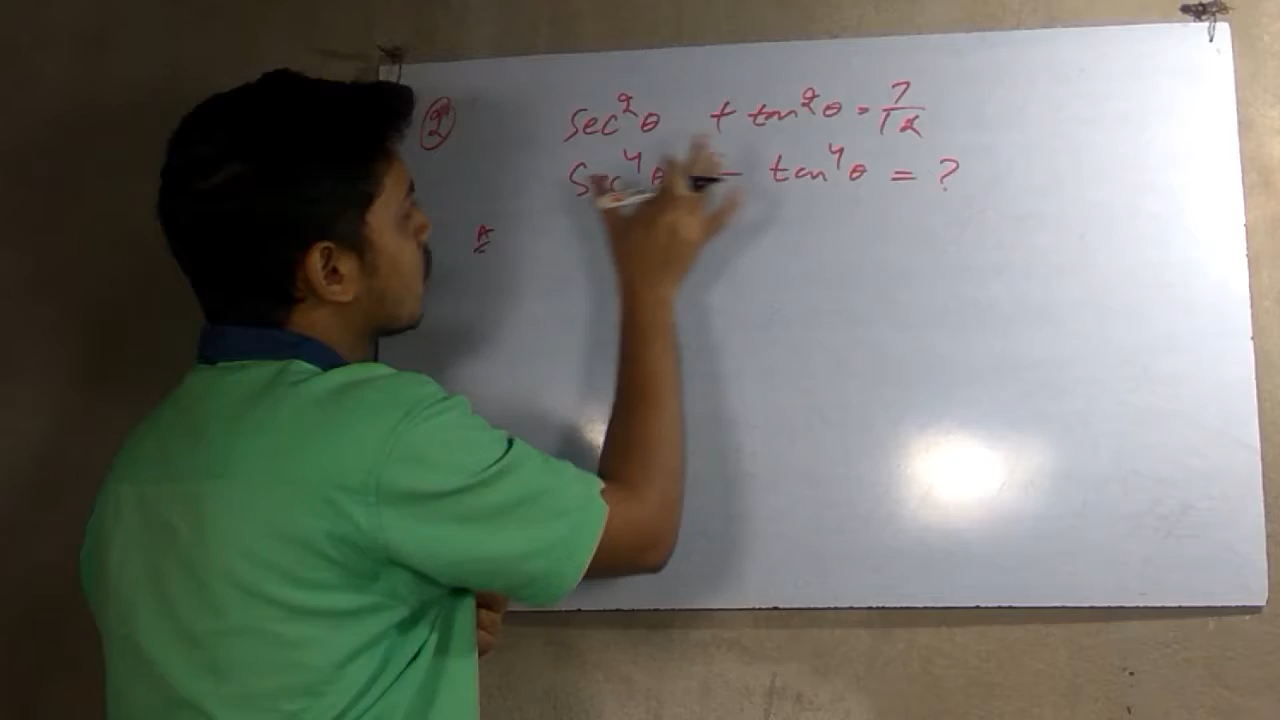 ② sec²θ + tan²θ = 7/12
Sec⁴θ - tan⁴θ = ?
A